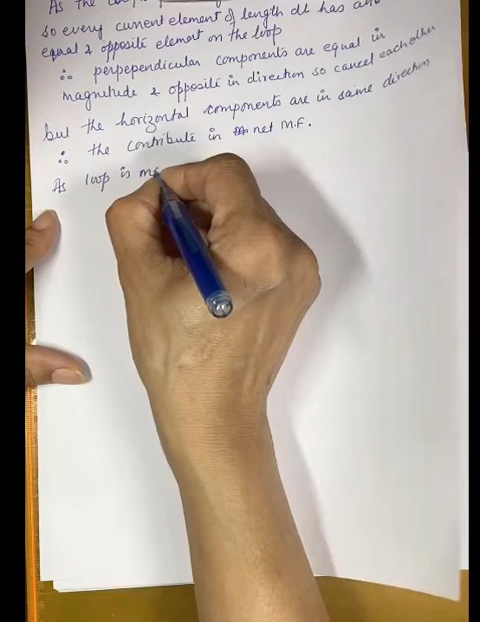 As the
so every current element of length dl has an
equal & opposite element on the loop
∴ perpependicular components are equal in
magnitude & opposite in direction so cancel each other
but the horizontal components are in same direction
∴ the contribute in net M.F.
As loop is ma